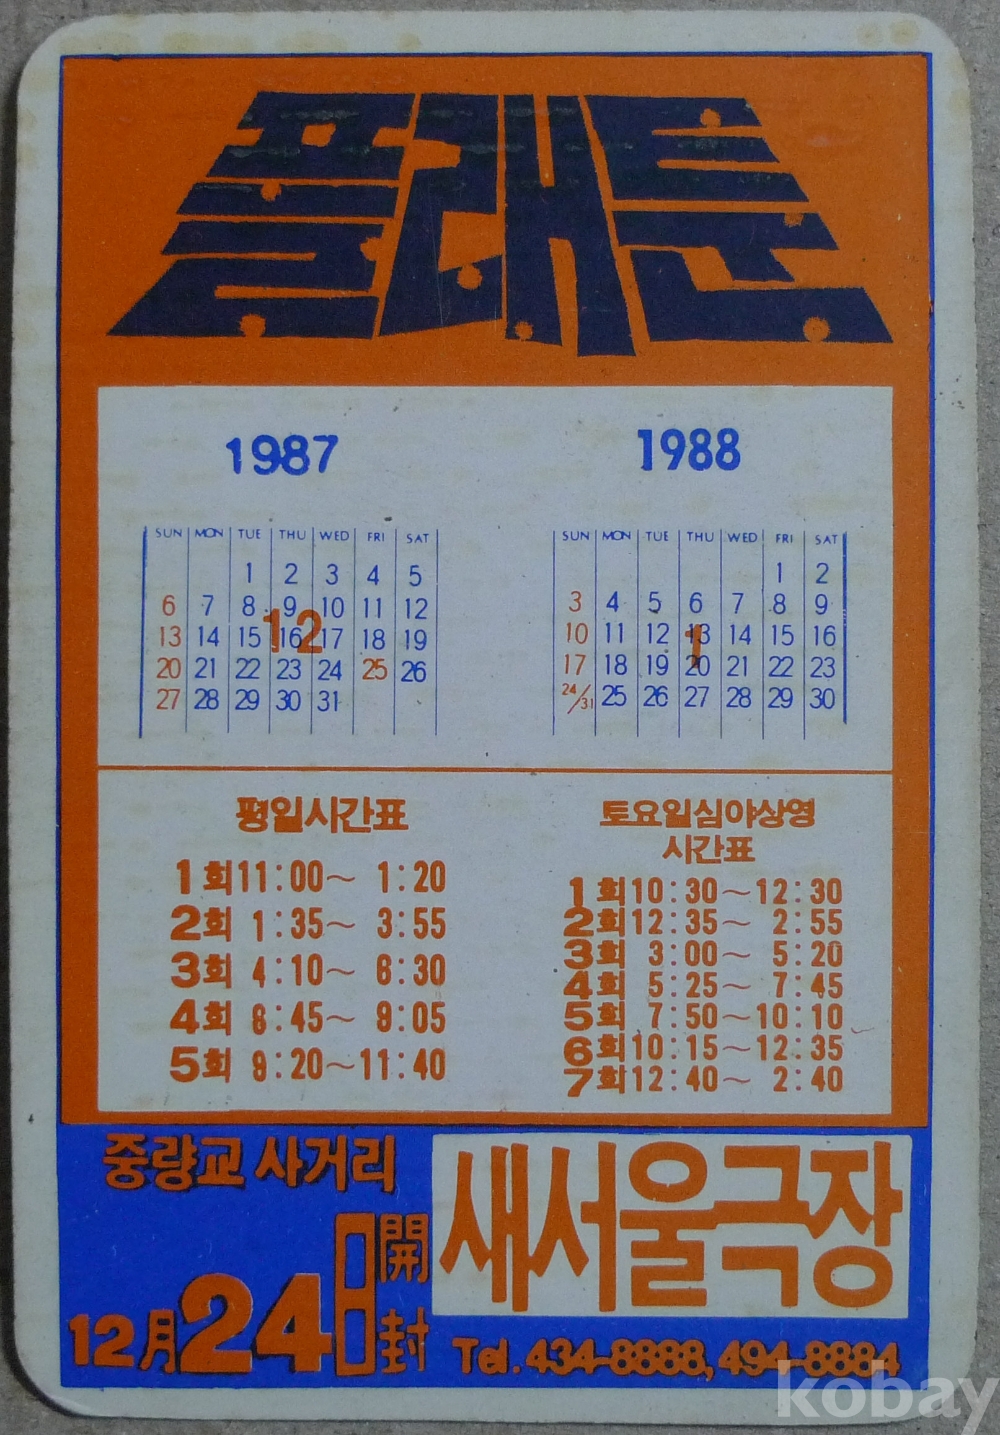 플래툰
1987
SUN MON TUE THU WED FRI SAT
1 2 3 4 5
6 7 8 9 10 11 12
13 14 15 16 17 18 19
20 21 22 23 24 25 26
27 28 29 30 31
12
1988
SUN MON TUE THU WED FRI SAT
1 2
3 4 5 6 7 8 9
10 11 12 13 14 15 16
17 18 19 20 21 22 23
24/31 25 26 27 28 29 30
1
평일시간표
1회 11:00~ 1:20
2회 1:35~ 3:55
3회 4:10~ 6:30
4회 6:45~ 9:05
5회 9:20~11:40
토요일심야상영
시간표
1회 10:30~12:30
2회 12:35~ 2:55
3회 3:00~ 5:20
4회 5:25~ 7:45
5회 7:50~10:10
6회 10:15~12:35
7회 12:40~ 2:40
중량교 사거리
12月24日開封
새서울극장
Tel. 434-8888, 494-8884
kobay